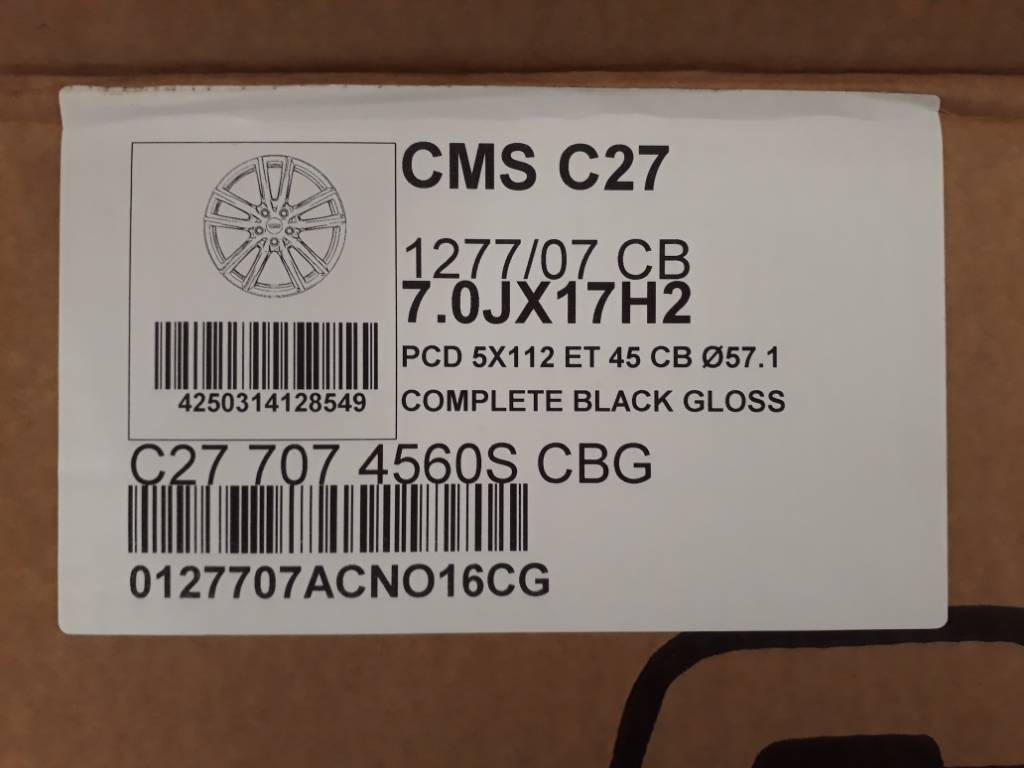 CMS C27
1277/07 CB
7.0JX17H2
PCD 5X112 ET 45 CB Ø57.1
4250314128549
COMPLETE BLACK GLOSS
C27 707 4560S CBG
0127707ACNO16CG